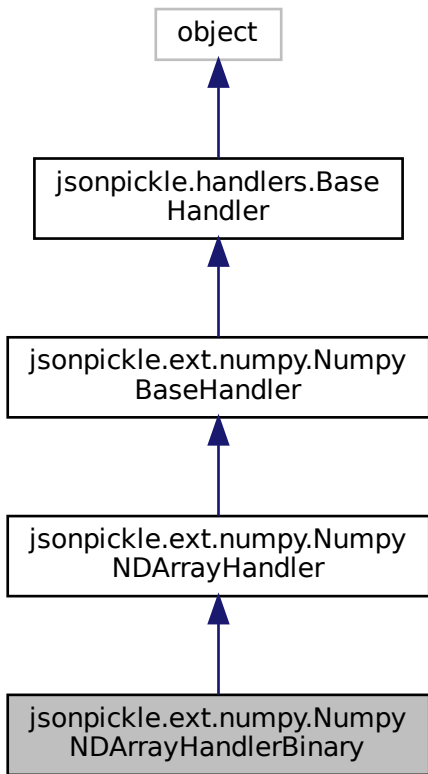 object
jsonpickle.handlers.Base
Handler
jsonpickle.ext.numpy.Numpy
BaseHandler
jsonpickle.ext.numpy.Numpy
NDArrayHandler
jsonpickle.ext.numpy.Numpy
NDArrayHandlerBinary